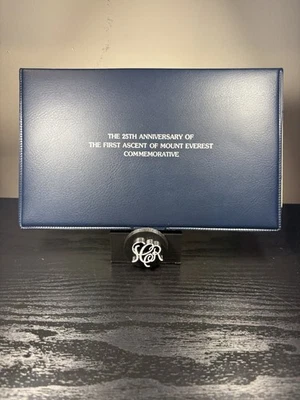 THE 25TH ANNIVERSARY OF
THE FIRST ASCENT OF MOUNT EVEREST
COMMEMORATIVE